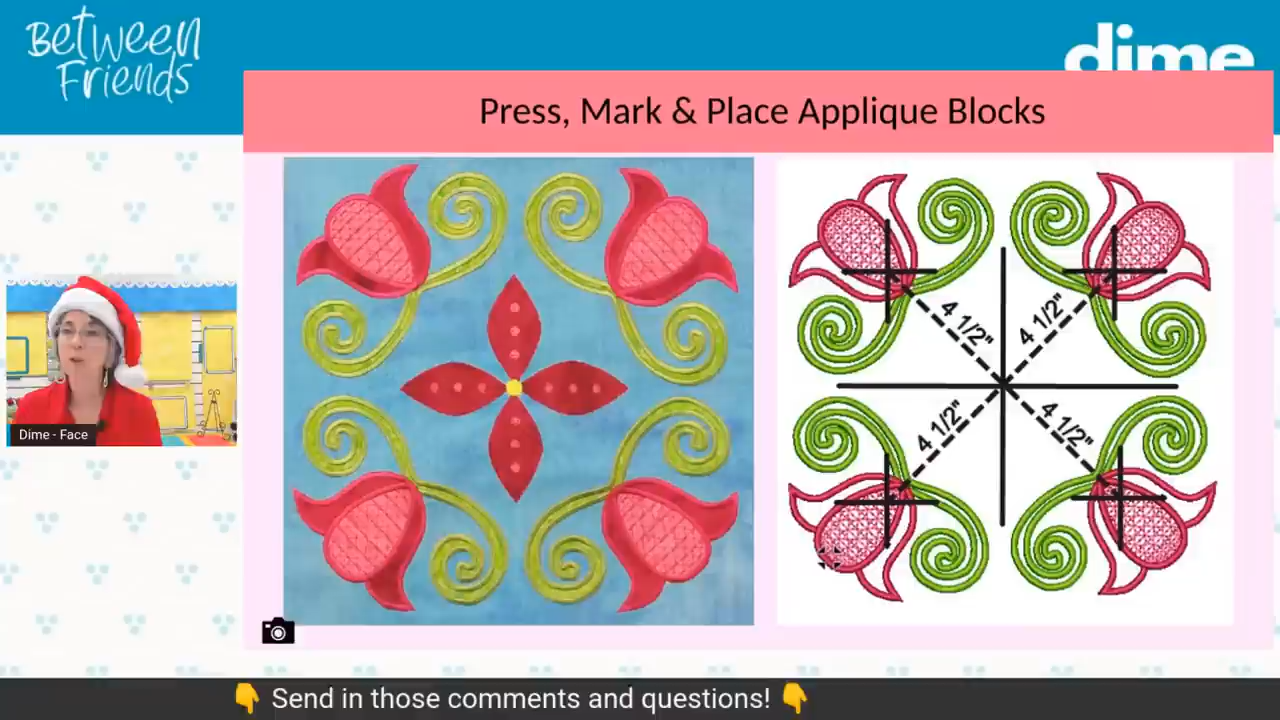 Between
Friends
dime
Press, Mark & Place Applique Blocks
4 1/2"
4 1/2"
4 1/2"
4 1/2"
Dime - Face
👇 Send in those comments and questions! 👇